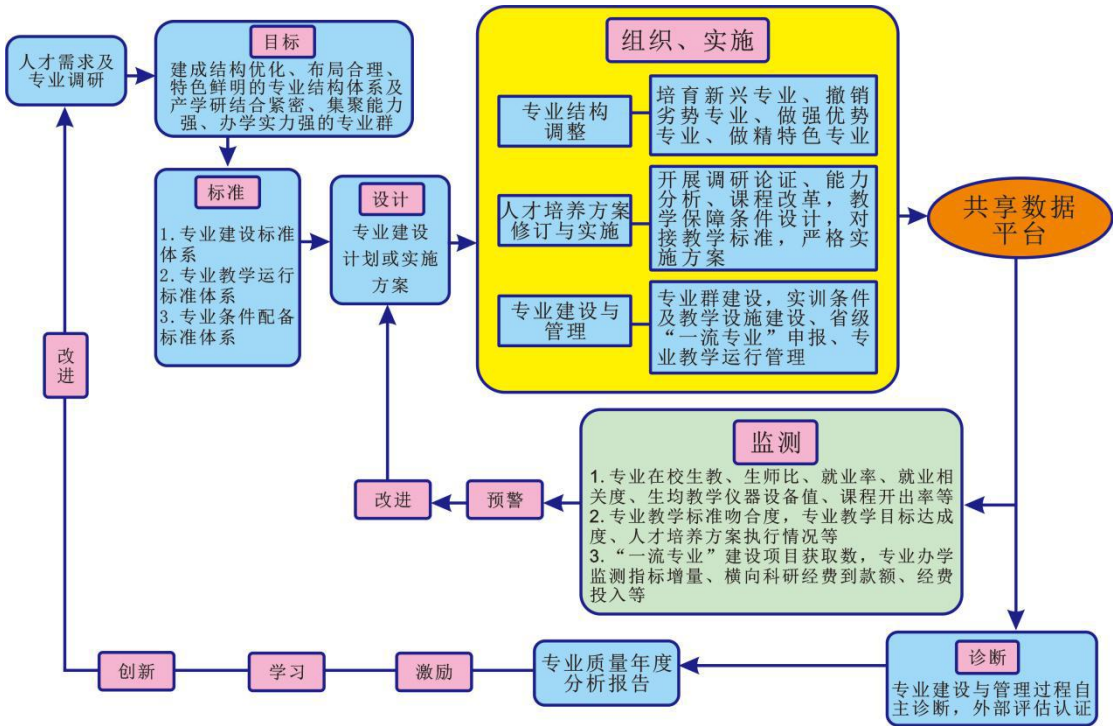 人才需求及
专业调研
目标
建成结构优化、布局合理、
特色鲜明的专业结构体系及
产学研结合紧密、集聚能力
强、办学实力强的专业群
标准
1.专业建设标准
体系
2.专业教学运行
标准体系
3.专业条件配备
标准体系
设计
专业建设
计划或实施
方案
组织、实施
专业结构
调整
培育新兴专业、撤销
劣势专业、做强优势
专业、做精特色专业
人才培养方案
修订与实施
开展调研论证、能力
分析、课程改革，教
学保障条件设计，对
接教学标准，严格实
施方案
专业建设与
管理
专业群建设，实训条件
及教学设施建设、省级
“一流专业”申报、专
业教学运行管理
共享数据
平台
监测
1.专业在校生教、生师比、就业率、就业相
关度、生均教学仪器设备值、课程开出率等
2.专业教学标准吻合度，专业教学目标达成
度、人才培养方案执行情况等
3.“一流专业”建设项目获取数，专业办学
监测指标增量、横向科研经费到款额、经费
投入等
预警
改进
诊断
专业建设与管理过程自
主诊断，外部评估认证
专业质量年度
分析报告
激励
学习
创新
改
进